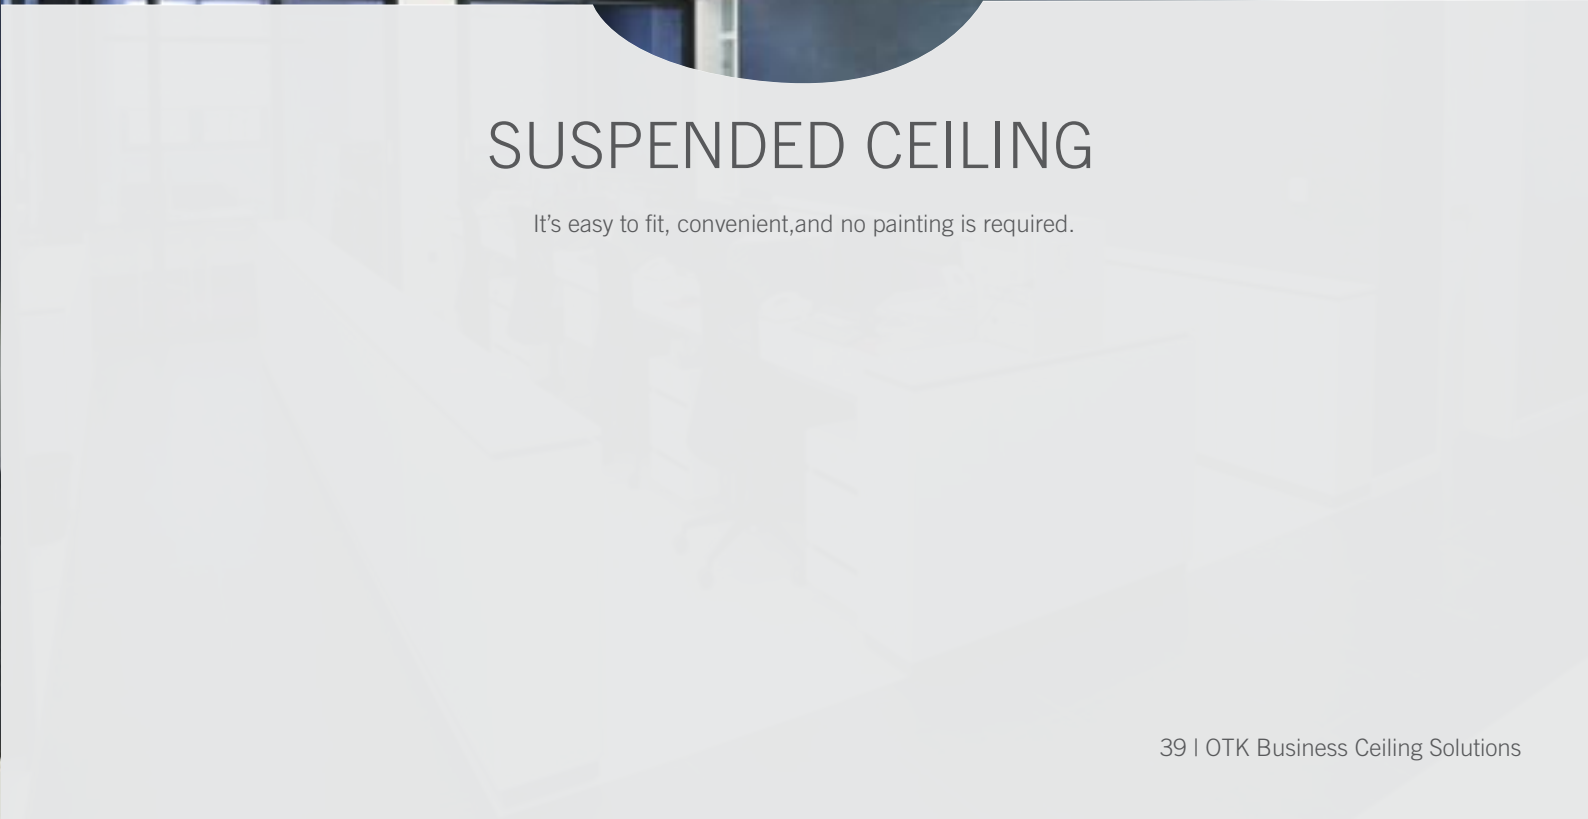 SUSPENDED CEILING
It’s easy to fit, convenient,and no painting is required.
39 | OTK Business Ceiling Solutions